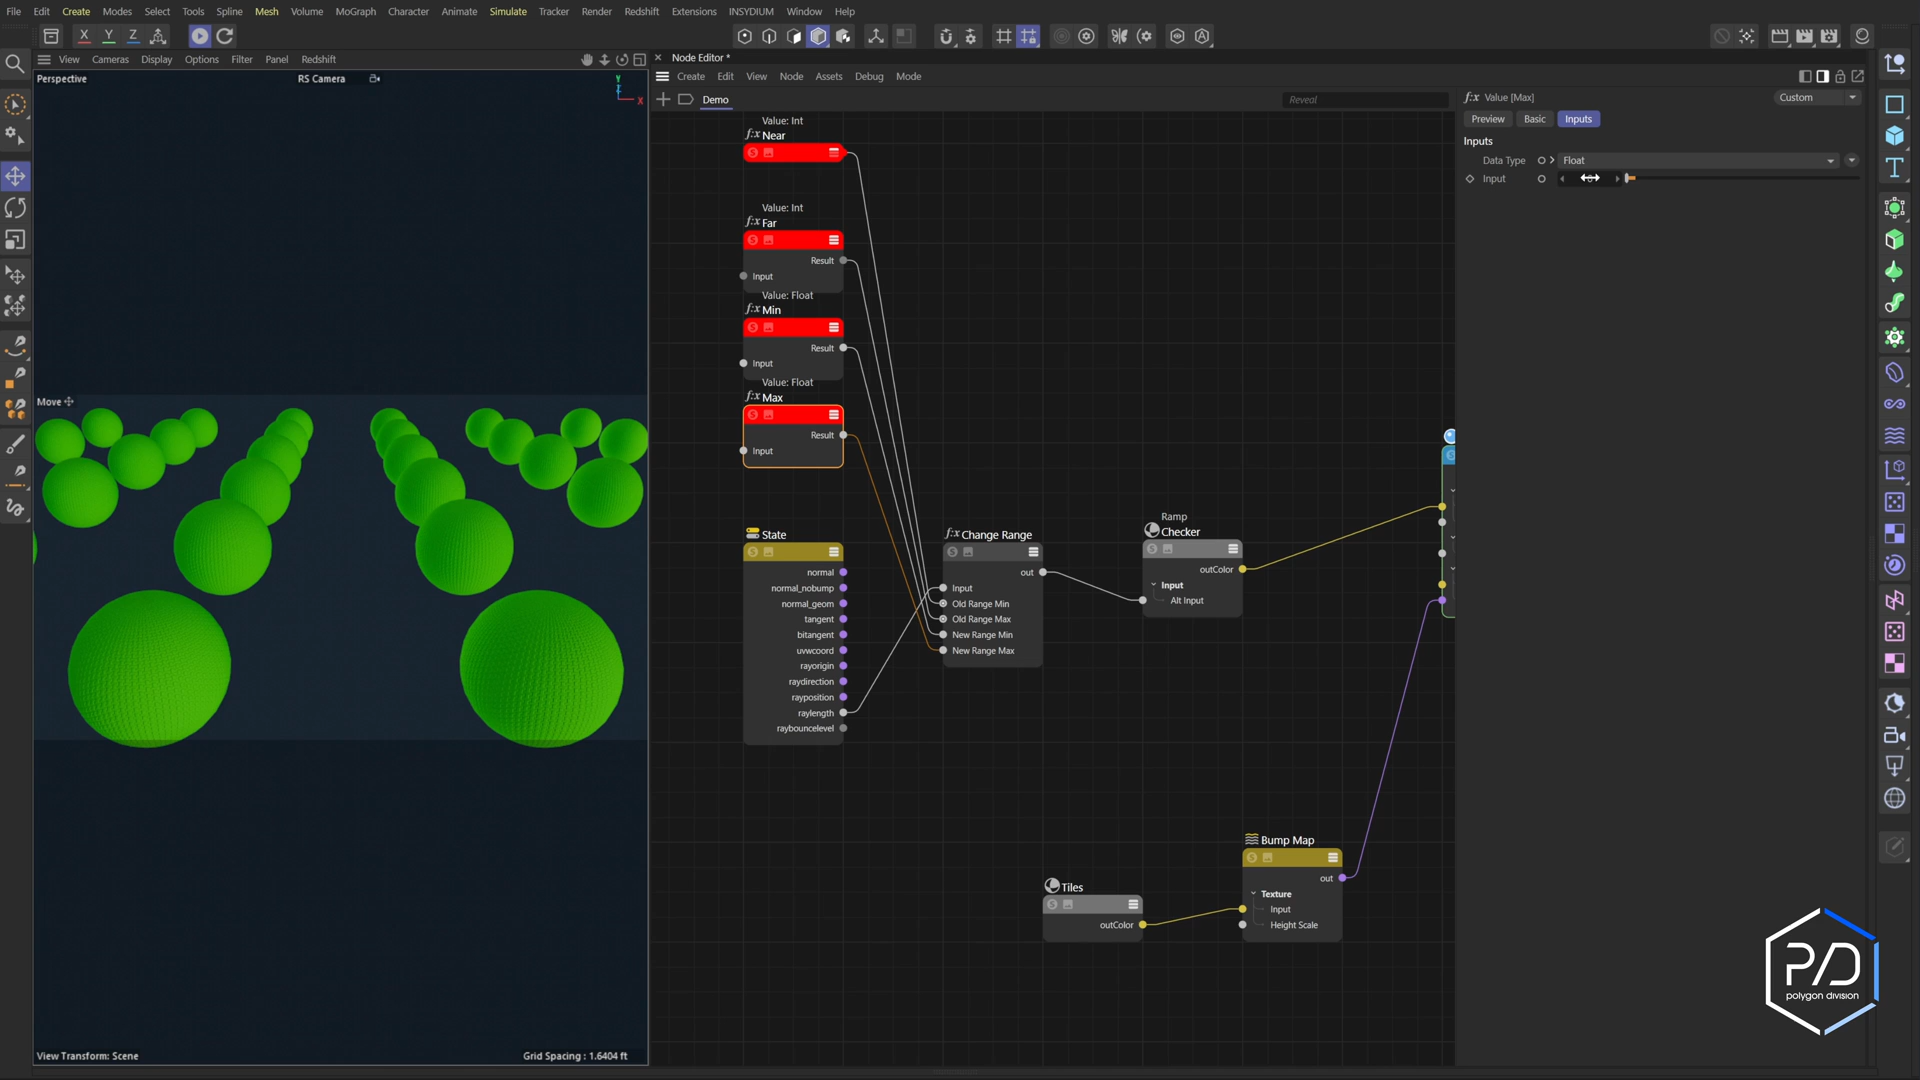 File Edit Create Modes Select Tools Spline Mesh Volume MoGraph Character Animate Simulate Tracker Render Redshift Extensions INSYDIUM Window Help
X Y Z
View Cameras Display Options Filter Panel Redshift
Node Editor *
Create Edit View Node Assets Debug Mode
Perspective
RS Camera
Y
Z
X
Demo
Reveal
f:x Value [Max]
Custom
Preview Basic Inputs
Inputs
Data Type
Float
Input
Value: Int
f:x Near
Value: Int
f:x Far
Result
Input
Value: Float
f:x Min
Result
Input
Value: Float
f:x Max
Result
Input
Move
State
normal
normal_nobump
normal_geom
tangent
bitangent
uvwcoord
rayorigin
raydirection
rayposition
raylength
raybouncelevel
f:x Change Range
out
Input
Old Range Min
Old Range Max
New Range Min
New Range Max
Ramp
Checker
outColor
Input
Alt Input
Tiles
outColor
Bump Map
out
Texture
Input
Height Scale
P/D
polygon division
View Transform: Scene
Grid Spacing : 1.6404 ft